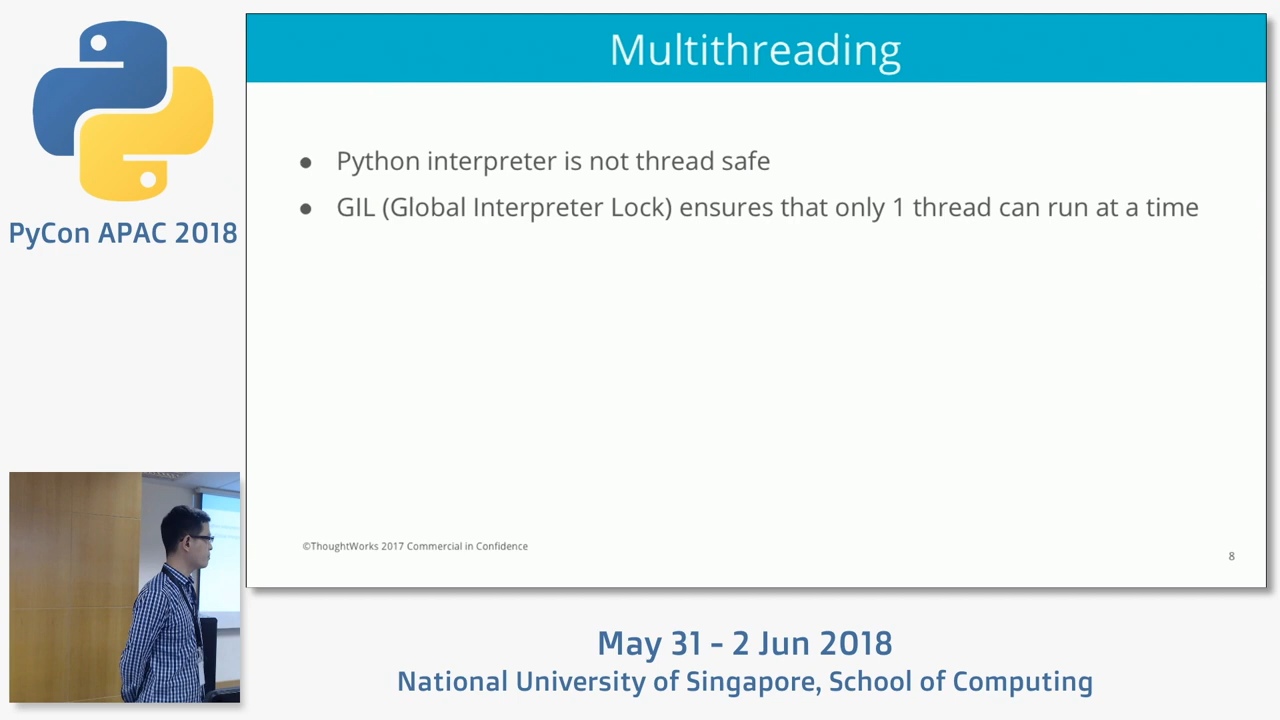 PyCon APAC 2018
Multithreading
● Python interpreter is not thread safe
● GIL (Global Interpreter Lock) ensures that only 1 thread can run at a time
©ThoughtWorks 2017 Commercial in Confidence
8
May 31 - 2 Jun 2018
National University of Singapore, School of Computing